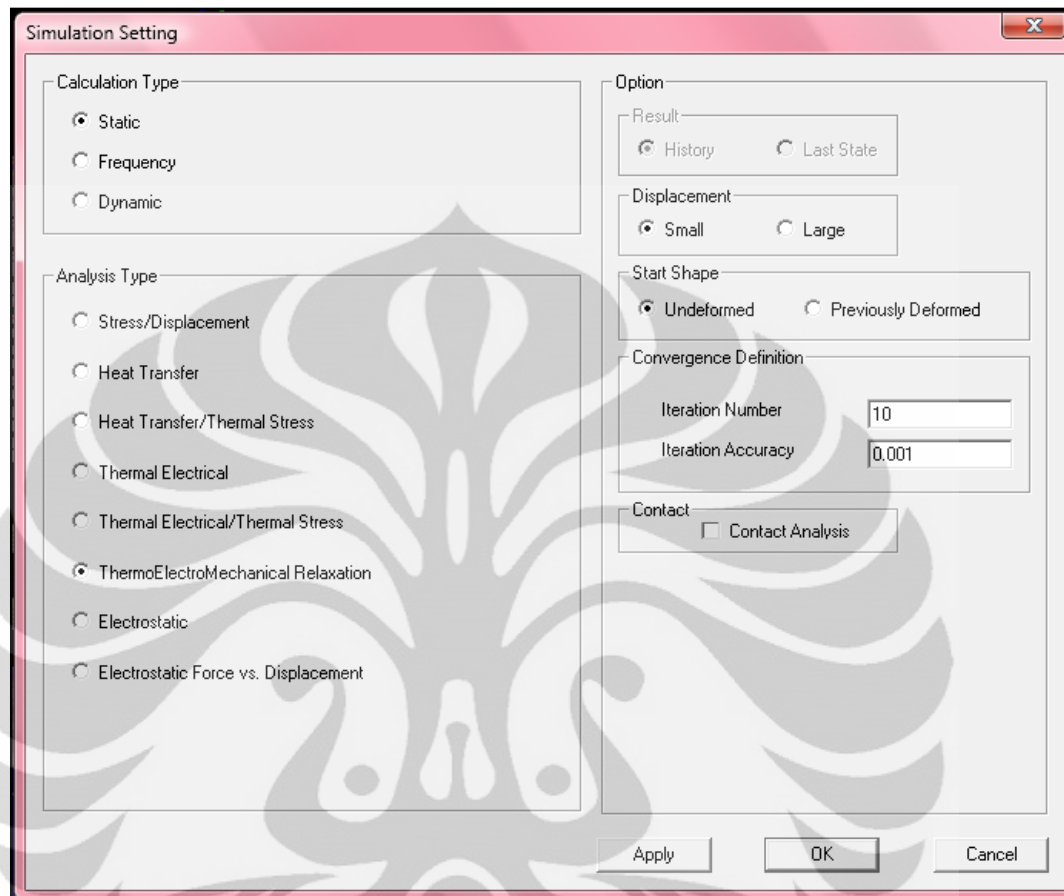 Simulation Setting
Calculation Type
Static
Frequency
Dynamic
Analysis Type
Stress/Displacement
Heat Transfer
Heat Transfer/Thermal Stress
Thermal Electrical
Thermal Electrical/Thermal Stress
ThermoElectroMechanical Relaxation
Electrostatic
Electrostatic Force vs. Displacement
Option
Result
History Last State
Displacement
Small Large
Start Shape
Undeformed Previously Deformed
Convergence Definition
Iteration Number 10
Iteration Accuracy 0.001
Contact
Contact Analysis
Apply OK Cancel